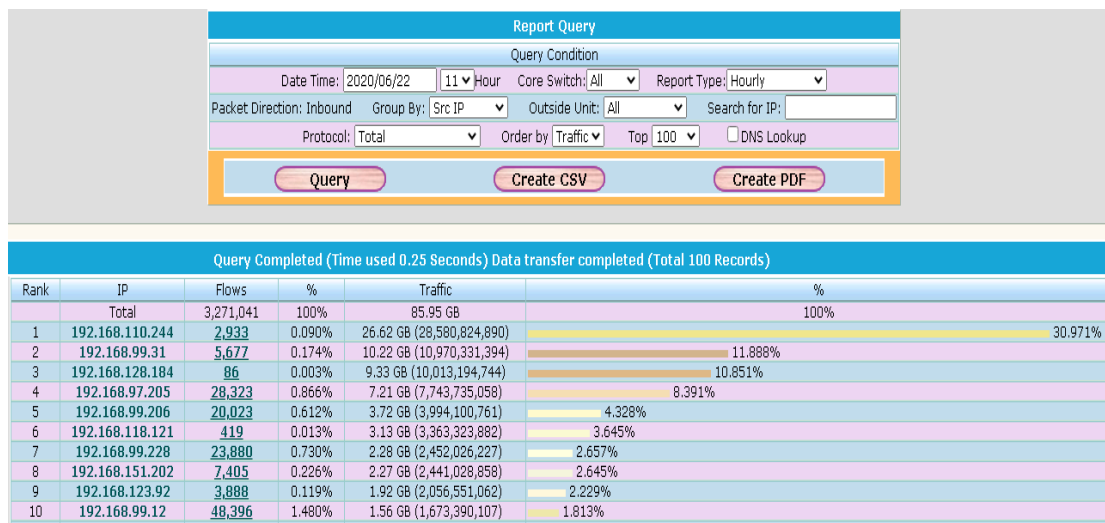 Report Query
Query Condition
Date Time: 2020/06/22 11 Hour Core Switch: All Report Type: Hourly
Packet Direction: Inbound Group By: Src IP Outside Unit: All Search for IP:
Protocol: Total Order by Traffic Top 100 DNS Lookup
Query Create CSV Create PDF
Query Completed (Time used 0.25 Seconds) Data transfer completed (Total 100 Records)
Rank IP Flows % Traffic %
Total 3,271,041 100% 85.95 GB 100%
1 192.168.110.244 2,933 0.090% 26.62 GB (28,580,824,890) 30.971%
2 192.168.99.31 5,677 0.174% 10.22 GB (10,970,331,394) 11.888%
3 192.168.128.184 86 0.003% 9.33 GB (10,013,194,744) 10.851%
4 192.168.97.205 28,323 0.866% 7.21 GB (7,743,735,058) 8.391%
5 192.168.99.206 20,023 0.612% 3.72 GB (3,994,100,761) 4.328%
6 192.168.118.121 419 0.013% 3.13 GB (3,363,323,882) 3.645%
7 192.168.99.228 23,880 0.730% 2.28 GB (2,452,026,227) 2.657%
8 192.168.151.202 7,405 0.226% 2.27 GB (2,441,028,858) 2.645%
9 192.168.123.92 3,888 0.119% 1.92 GB (2,056,551,062) 2.229%
10 192.168.99.12 48,396 1.480% 1.56 GB (1,673,390,107) 1.813%